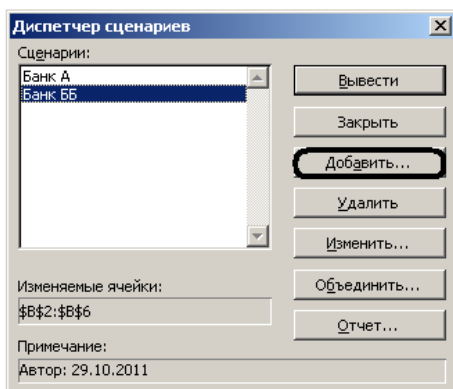 Диспетчер сценариев
Сценарии:
Банк А
Банк ББ
Вывести
Закрыть
Добавить...
Удалить
Изменить...
Объединить...
Отчет...
Изменяемые ячейки:
$B$2:$B$6
Примечание:
Автор: 29.10.2011